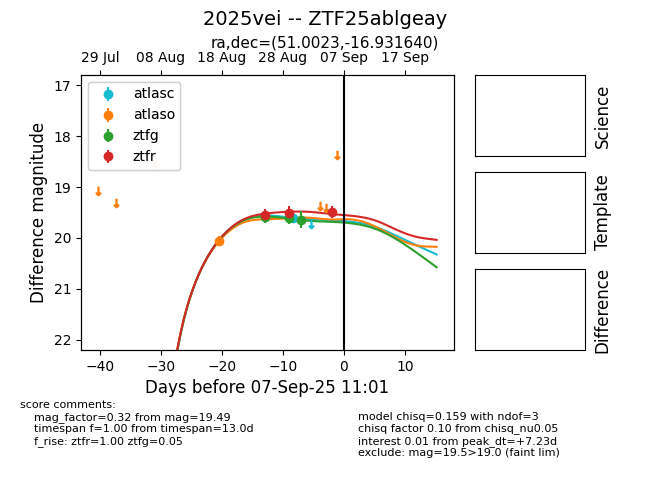 2025vei -- ZTF25ablgeay
ra,dec=(51.0023,-16.931640)
29 Jul 08 Aug 18 Aug 28 Aug 07 Sep 17 Sep
atlasc
atlaso
ztfg
ztfr
17
18
19
20
21
22
Difference magnitude
−40 −30 −20 −10 0 10
Days before 07-Sep-25 11:01
Science
Template
Difference
score comments:
mag_factor=0.32 from mag=19.49
timespan f=1.00 from timespan=13.0d
f_rise: ztfr=1.00 ztfg=0.05
model chisq=0.159 with ndof=3
chisq factor 0.10 from chisq_nu0.05
interest 0.01 from peak_dt=+7.23d
exclude: mag=19.5>19.0 (faint lim)